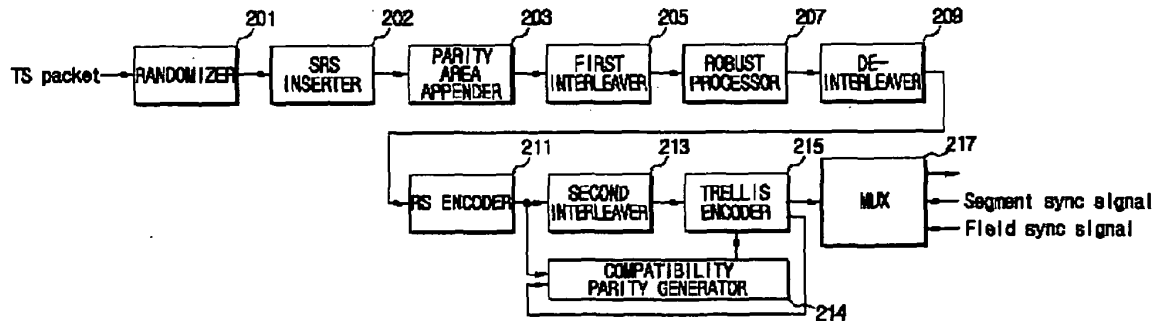 201
202
203
205
207
209
TS packet
RANDOMIZER
SRS
INSERTER
PARITY
AREA
APPENDER
FIRST
INTERLEAVER
ROBUST
PROCESSOR
DE-
INTERLEAVER
211
213
215
217
RS ENCODER
SECOND
INTERLEAVER
TRELLIS
ENCODER
MUX
Segment sync signal
Field sync signal
COMPATIBILITY
PARITY GENERATOR
214